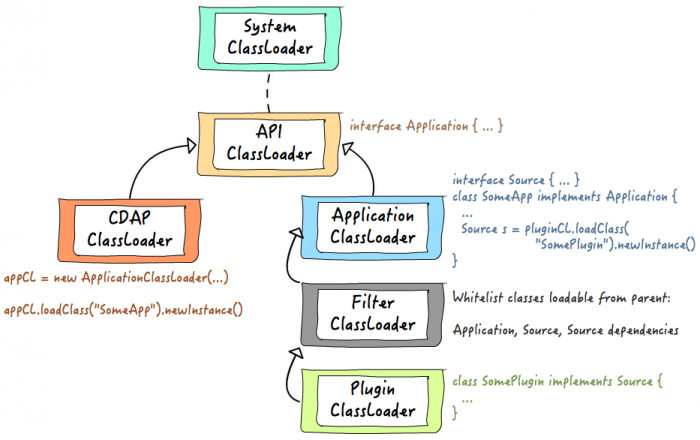 System
ClassLoader
API
ClassLoader
interface Application { ... }
CDAP
ClassLoader
appCL = new ApplicationClassLoader(...)
appCL.loadClass("SomeApp").newInstance()
Application
ClassLoader
interface Source { ... }
class SomeApp implements Application {
...
Source s = pluginCL.loadClass(
"SomePlugin").newInstance()
}
Filter
ClassLoader
Whitelist classes loadable from parent:
Application, Source, Source dependencies
Plugin
ClassLoader
class SomePlugin implements Source {
...
}